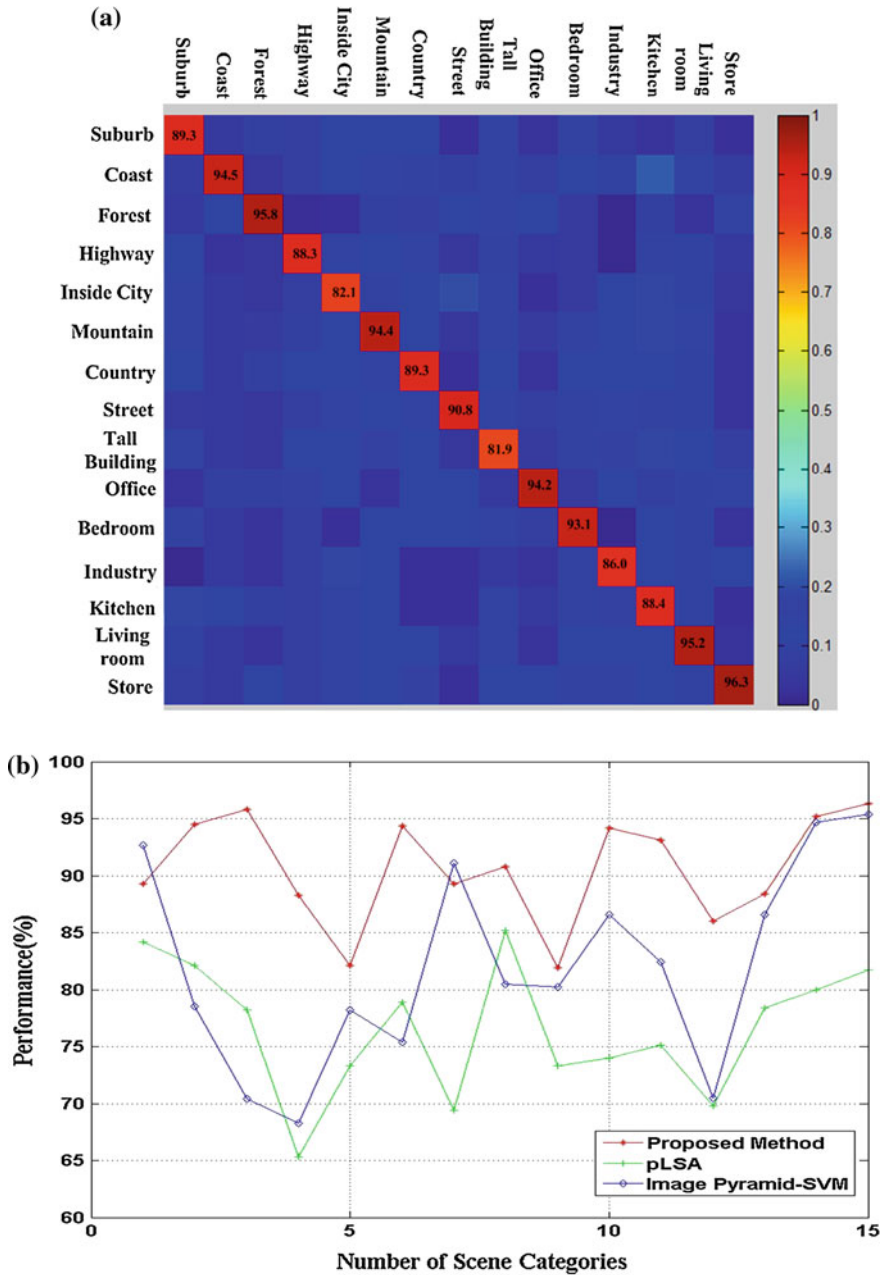 (a)
Suburb
Coast
Forest
Highway
Inside City
Mountain
Country
Street
Tall
Building
Office
Bedroom
Industry
Kitchen
Living
room
Store
Suburb
Coast
Forest
Highway
Inside City
Mountain
Country
Street
Tall
Building
Office
Bedroom
Industry
Kitchen
Living
room
Store
89.3
94.5
95.8
88.3
82.1
94.4
89.3
90.8
81.9
94.2
93.1
86.0
88.4
95.2
96.3
1
0.9
0.8
0.7
0.6
0.5
0.4
0.3
0.2
0.1
0
(b)
Performance(%)
100
95
90
85
80
75
70
65
60
0 5 10 15
Number of Scene Categories
Proposed Method
pLSA
Image Pyramid-SVM